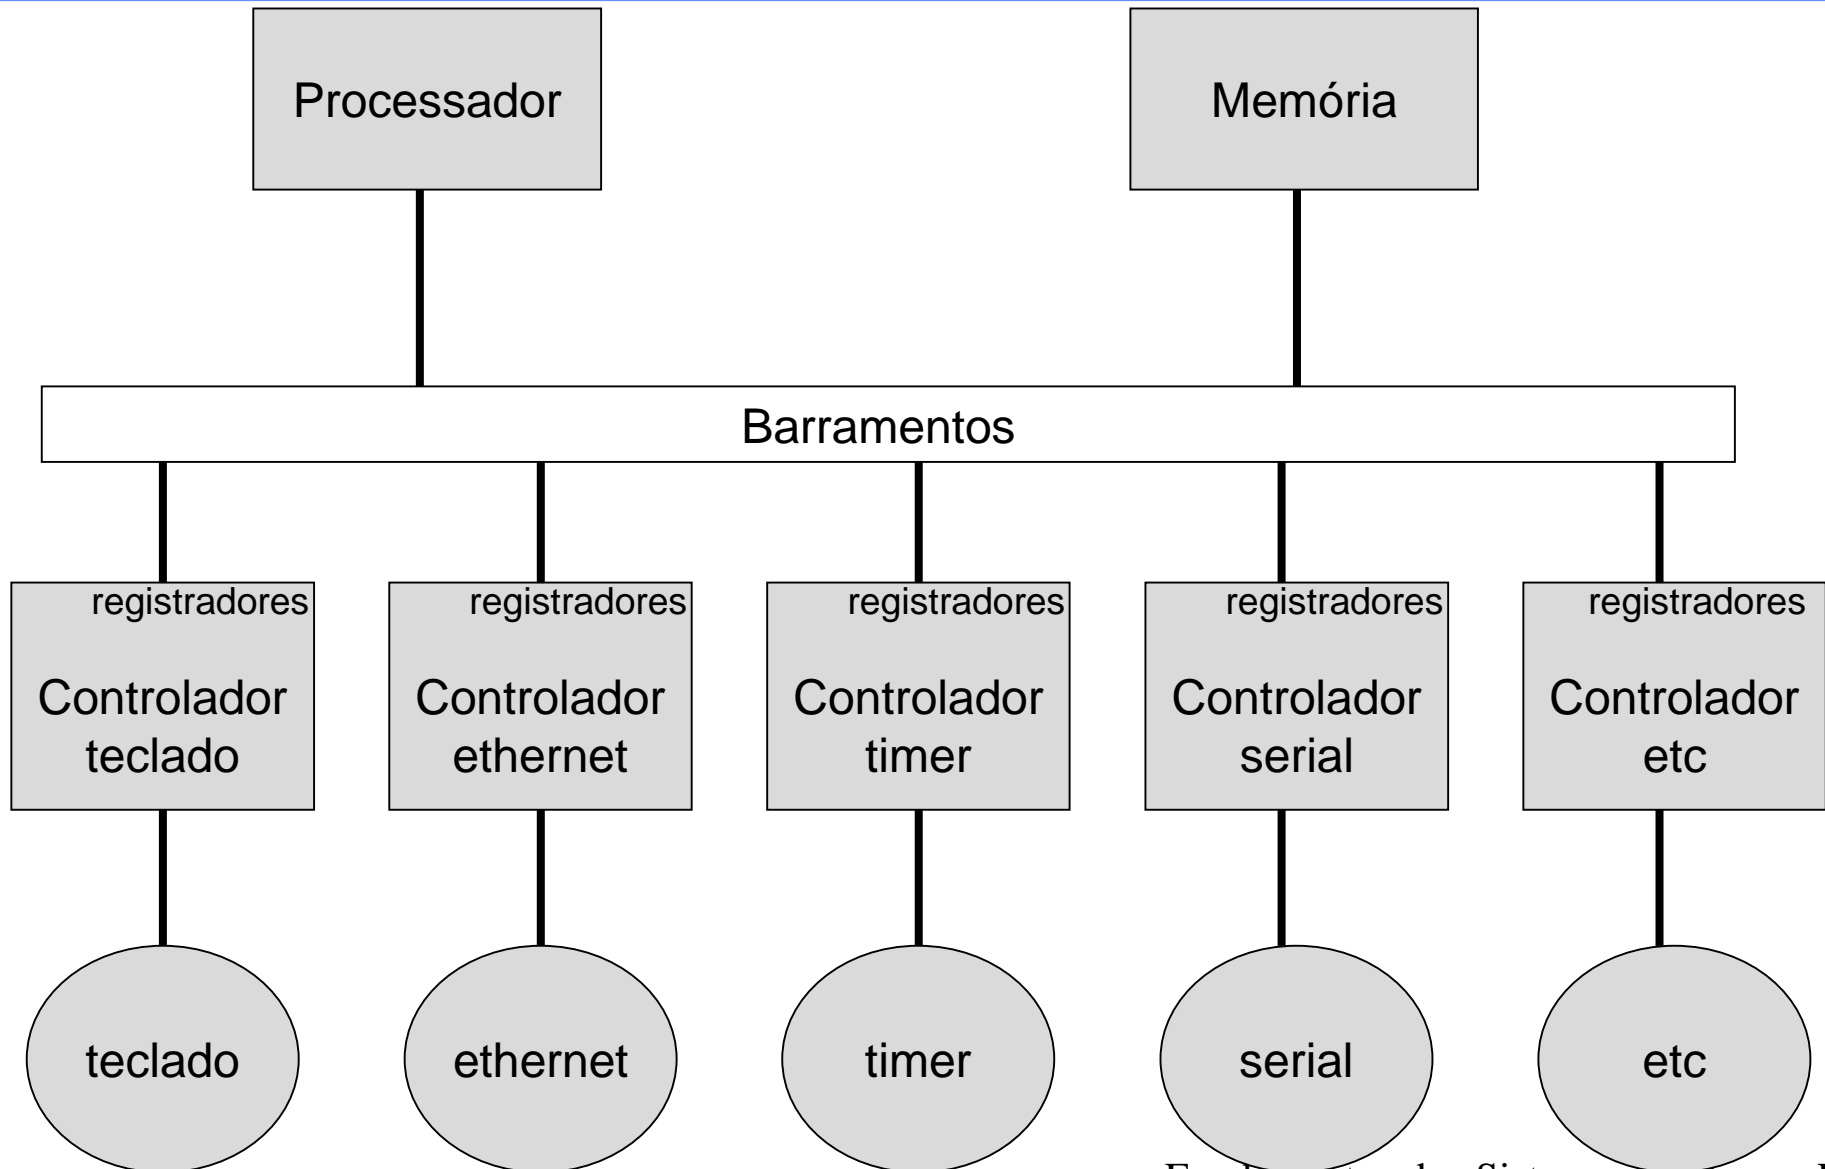 Processador
Memória
Barramentos
registradores
registradores
registradores
registradores
registradores
Controlador
teclado
Controlador
ethernet
Controlador
timer
Controlador
serial
Controlador
etc
teclado
ethernet
timer
serial
etc